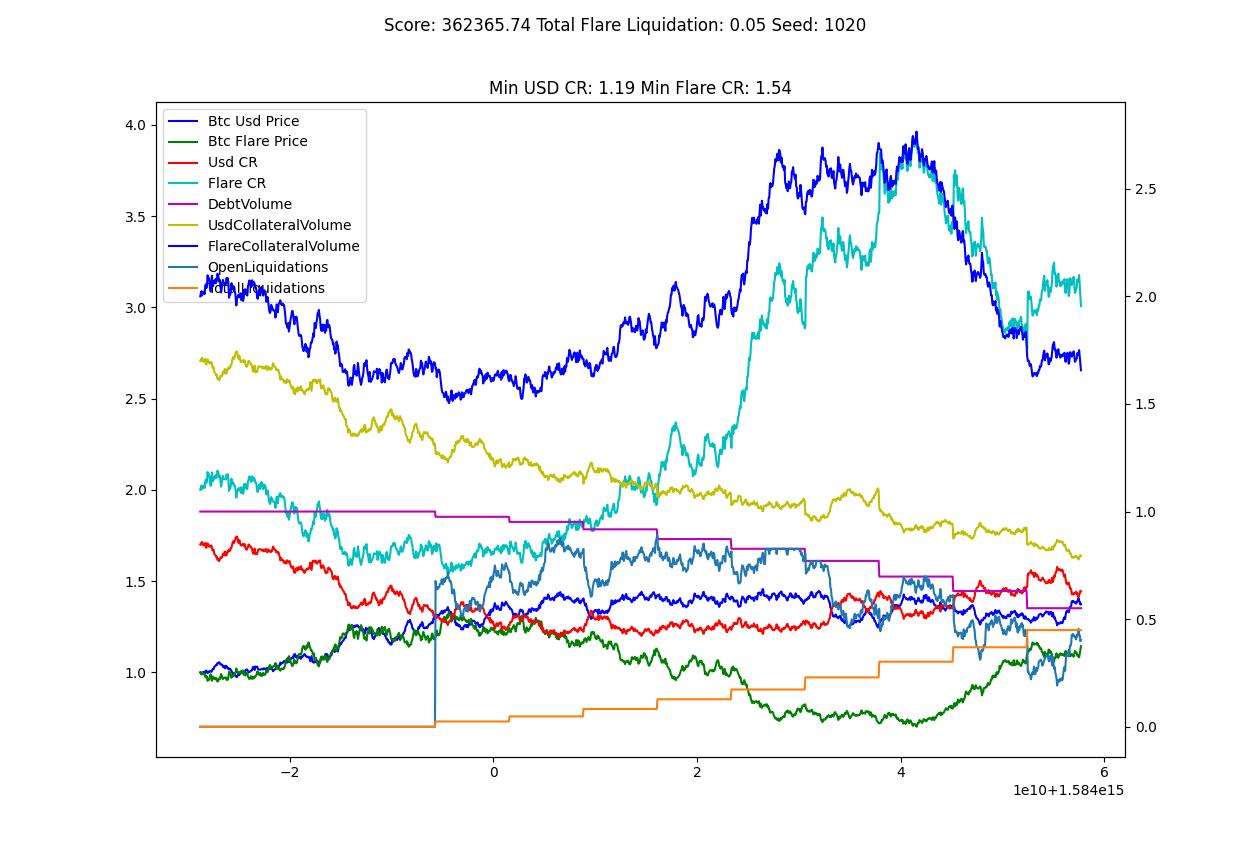 Score: 362365.74 Total Flare Liquidation: 0.05 Seed: 1020
Min USD CR: 1.19 Min Flare CR: 1.54
Btc Usd Price
Btc Flare Price
Usd CR
Flare CR
DebtVolume
UsdCollateralVolume
FlareCollateralVolume
OpenLiquidations
TotalLiquidations
4.0
3.5
3.0
2.5
2.0
1.5
1.0
2.5
2.0
1.5
1.0
0.5
0.0
−2 0 2 4 6
1e10+1.584e15